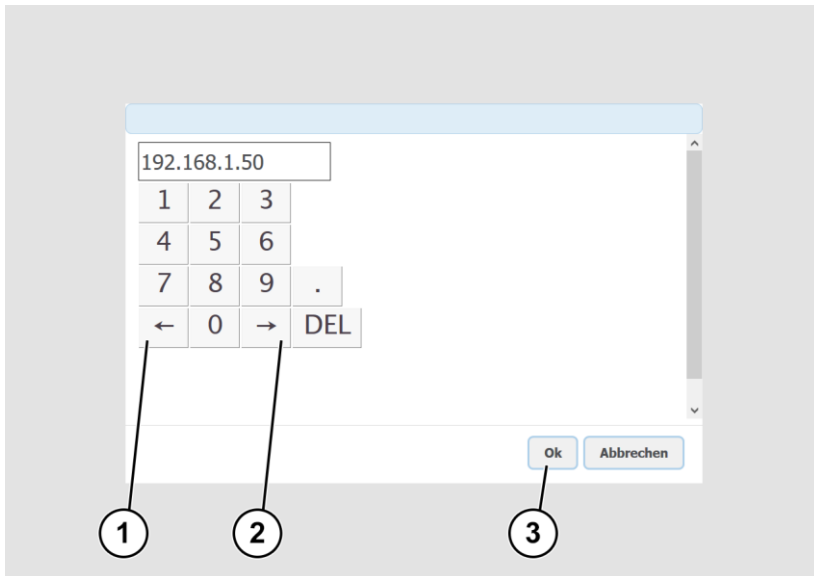 192.168.1.50
1 2 3
4 5 6
7 8 9 .
← 0 → DEL
Ok Abbrechen
1 2 3